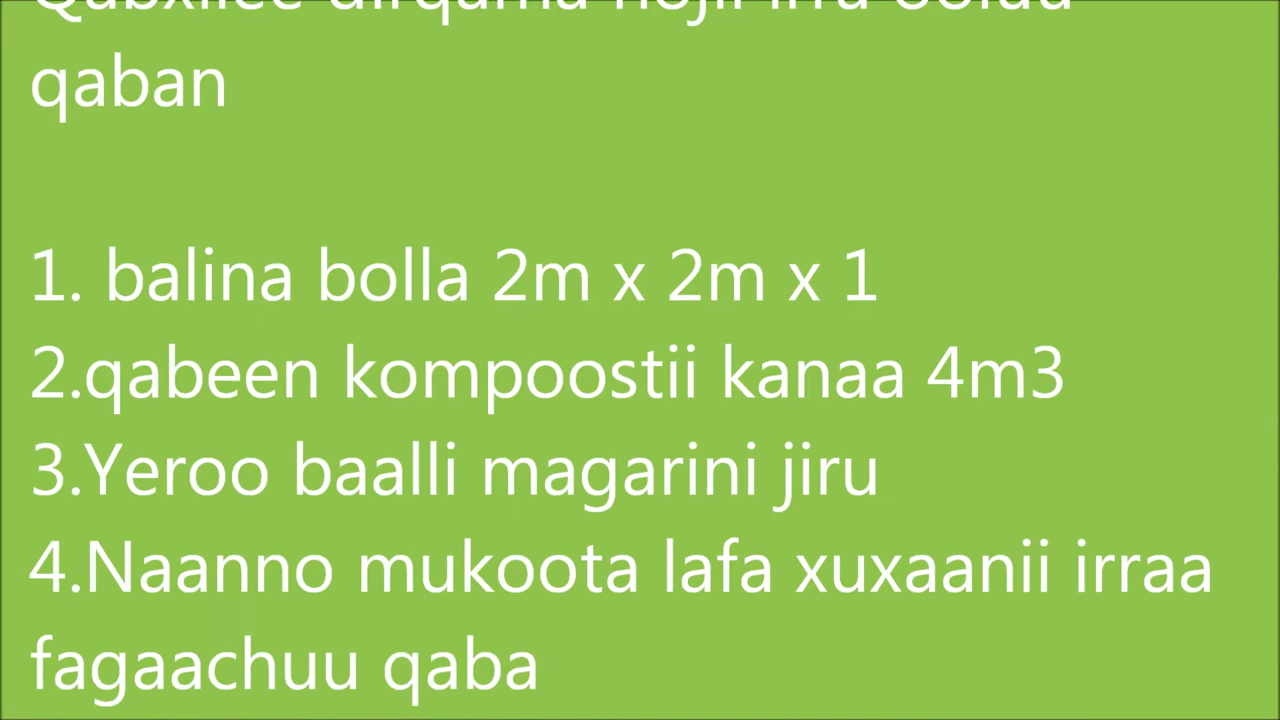 qaban
1. balina bolla 2m x 2m x 1
2.qabeen kompoostii kanaa 4m3
3.Yeroo baalli magarini jiru
4.Naanno mukoota lafa xuxaanii irraa
fagaachuu qaba